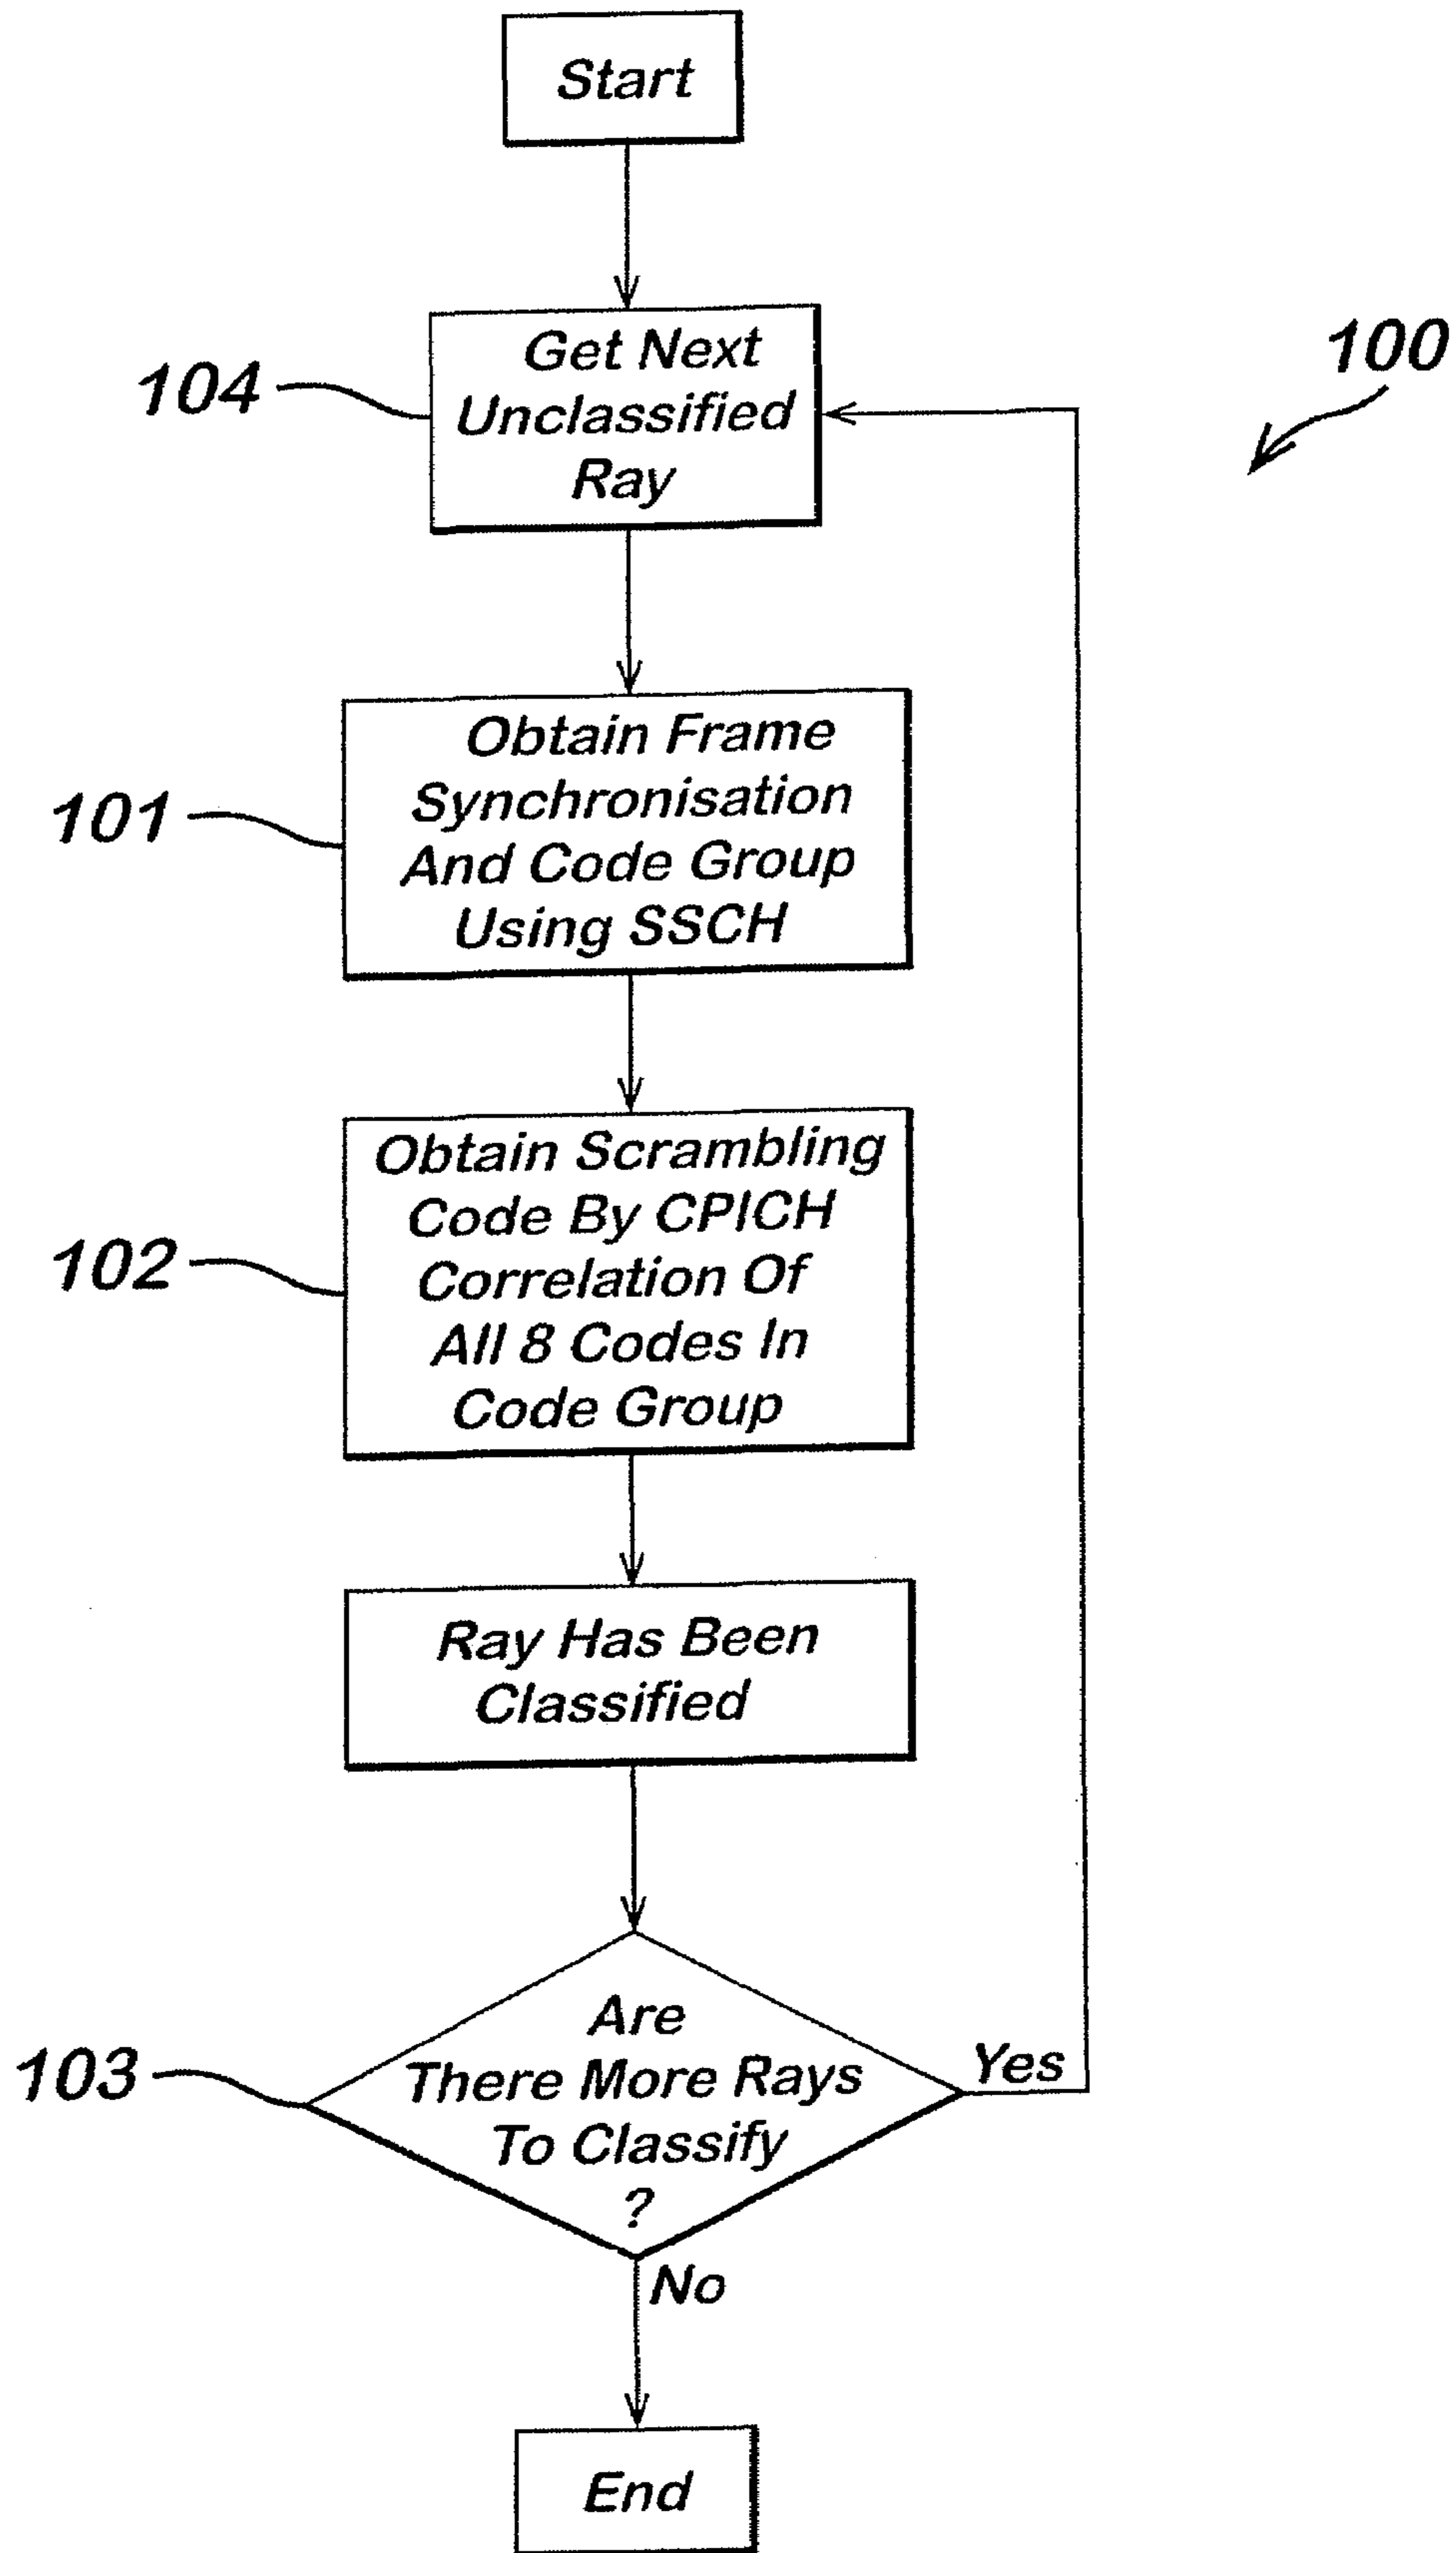 Start
100
104
Get Next
Unclassified
Ray
101
Obtain Frame
Synchronisation
And Code Group
Using SSCH
102
Obtain Scrambling
Code By CPICH
Correlation Of
All 8 Codes In
Code Group
Ray Has Been
Classified
103
Are
There More Rays
To Classify
?
Yes
No
End